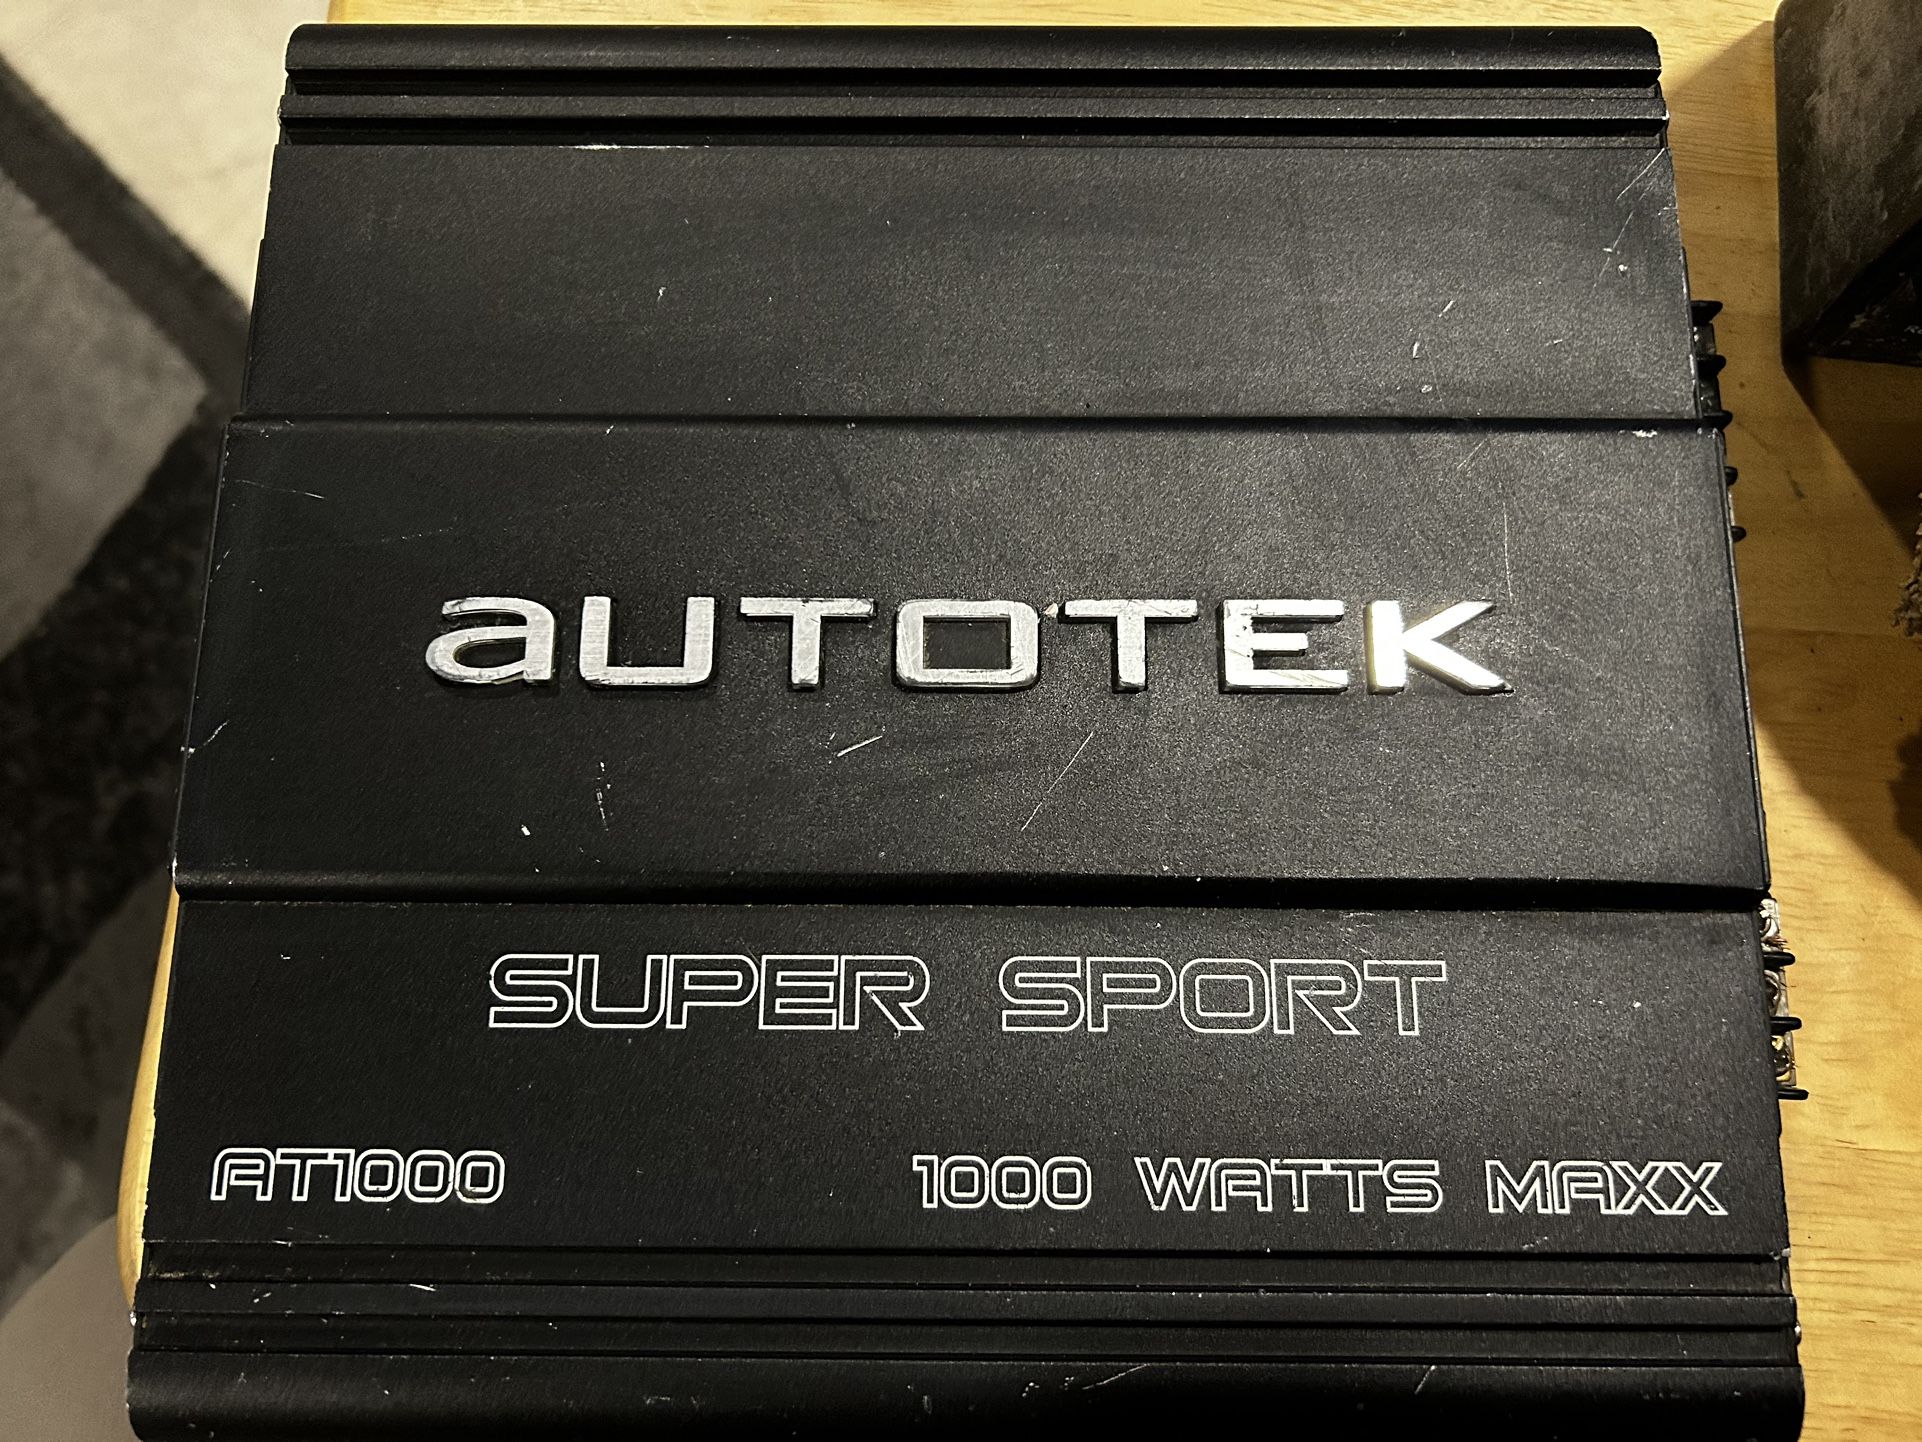 aUTOTEK
SUPER SPORT
AT1000
1000 WATTS MAXX